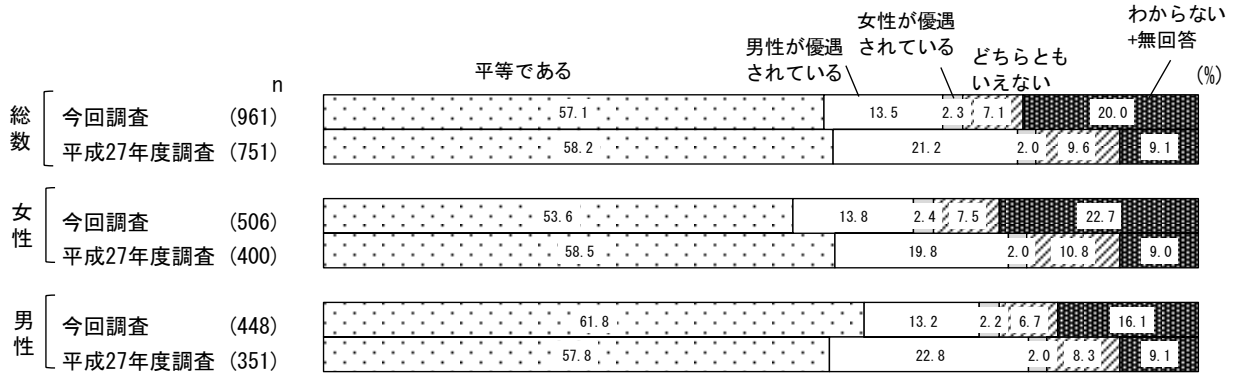 平等である
男性が優遇
されている
女性が優遇
されている
どちらとも
いえない
わからない
+無回答
n
(%)
総数
今回調査 (961) 57.1 13.5 2.3 7.1 20.0
平成27年度調査 (751) 58.2 21.2 2.0 9.6 9.1
女性
今回調査 (506) 53.6 13.8 2.4 7.5 22.7
平成27年度調査 (400) 58.5 19.8 2.0 10.8 9.0
男性
今回調査 (448) 61.8 13.2 2.2 6.7 16.1
平成27年度調査 (351) 57.8 22.8 2.0 8.3 9.1